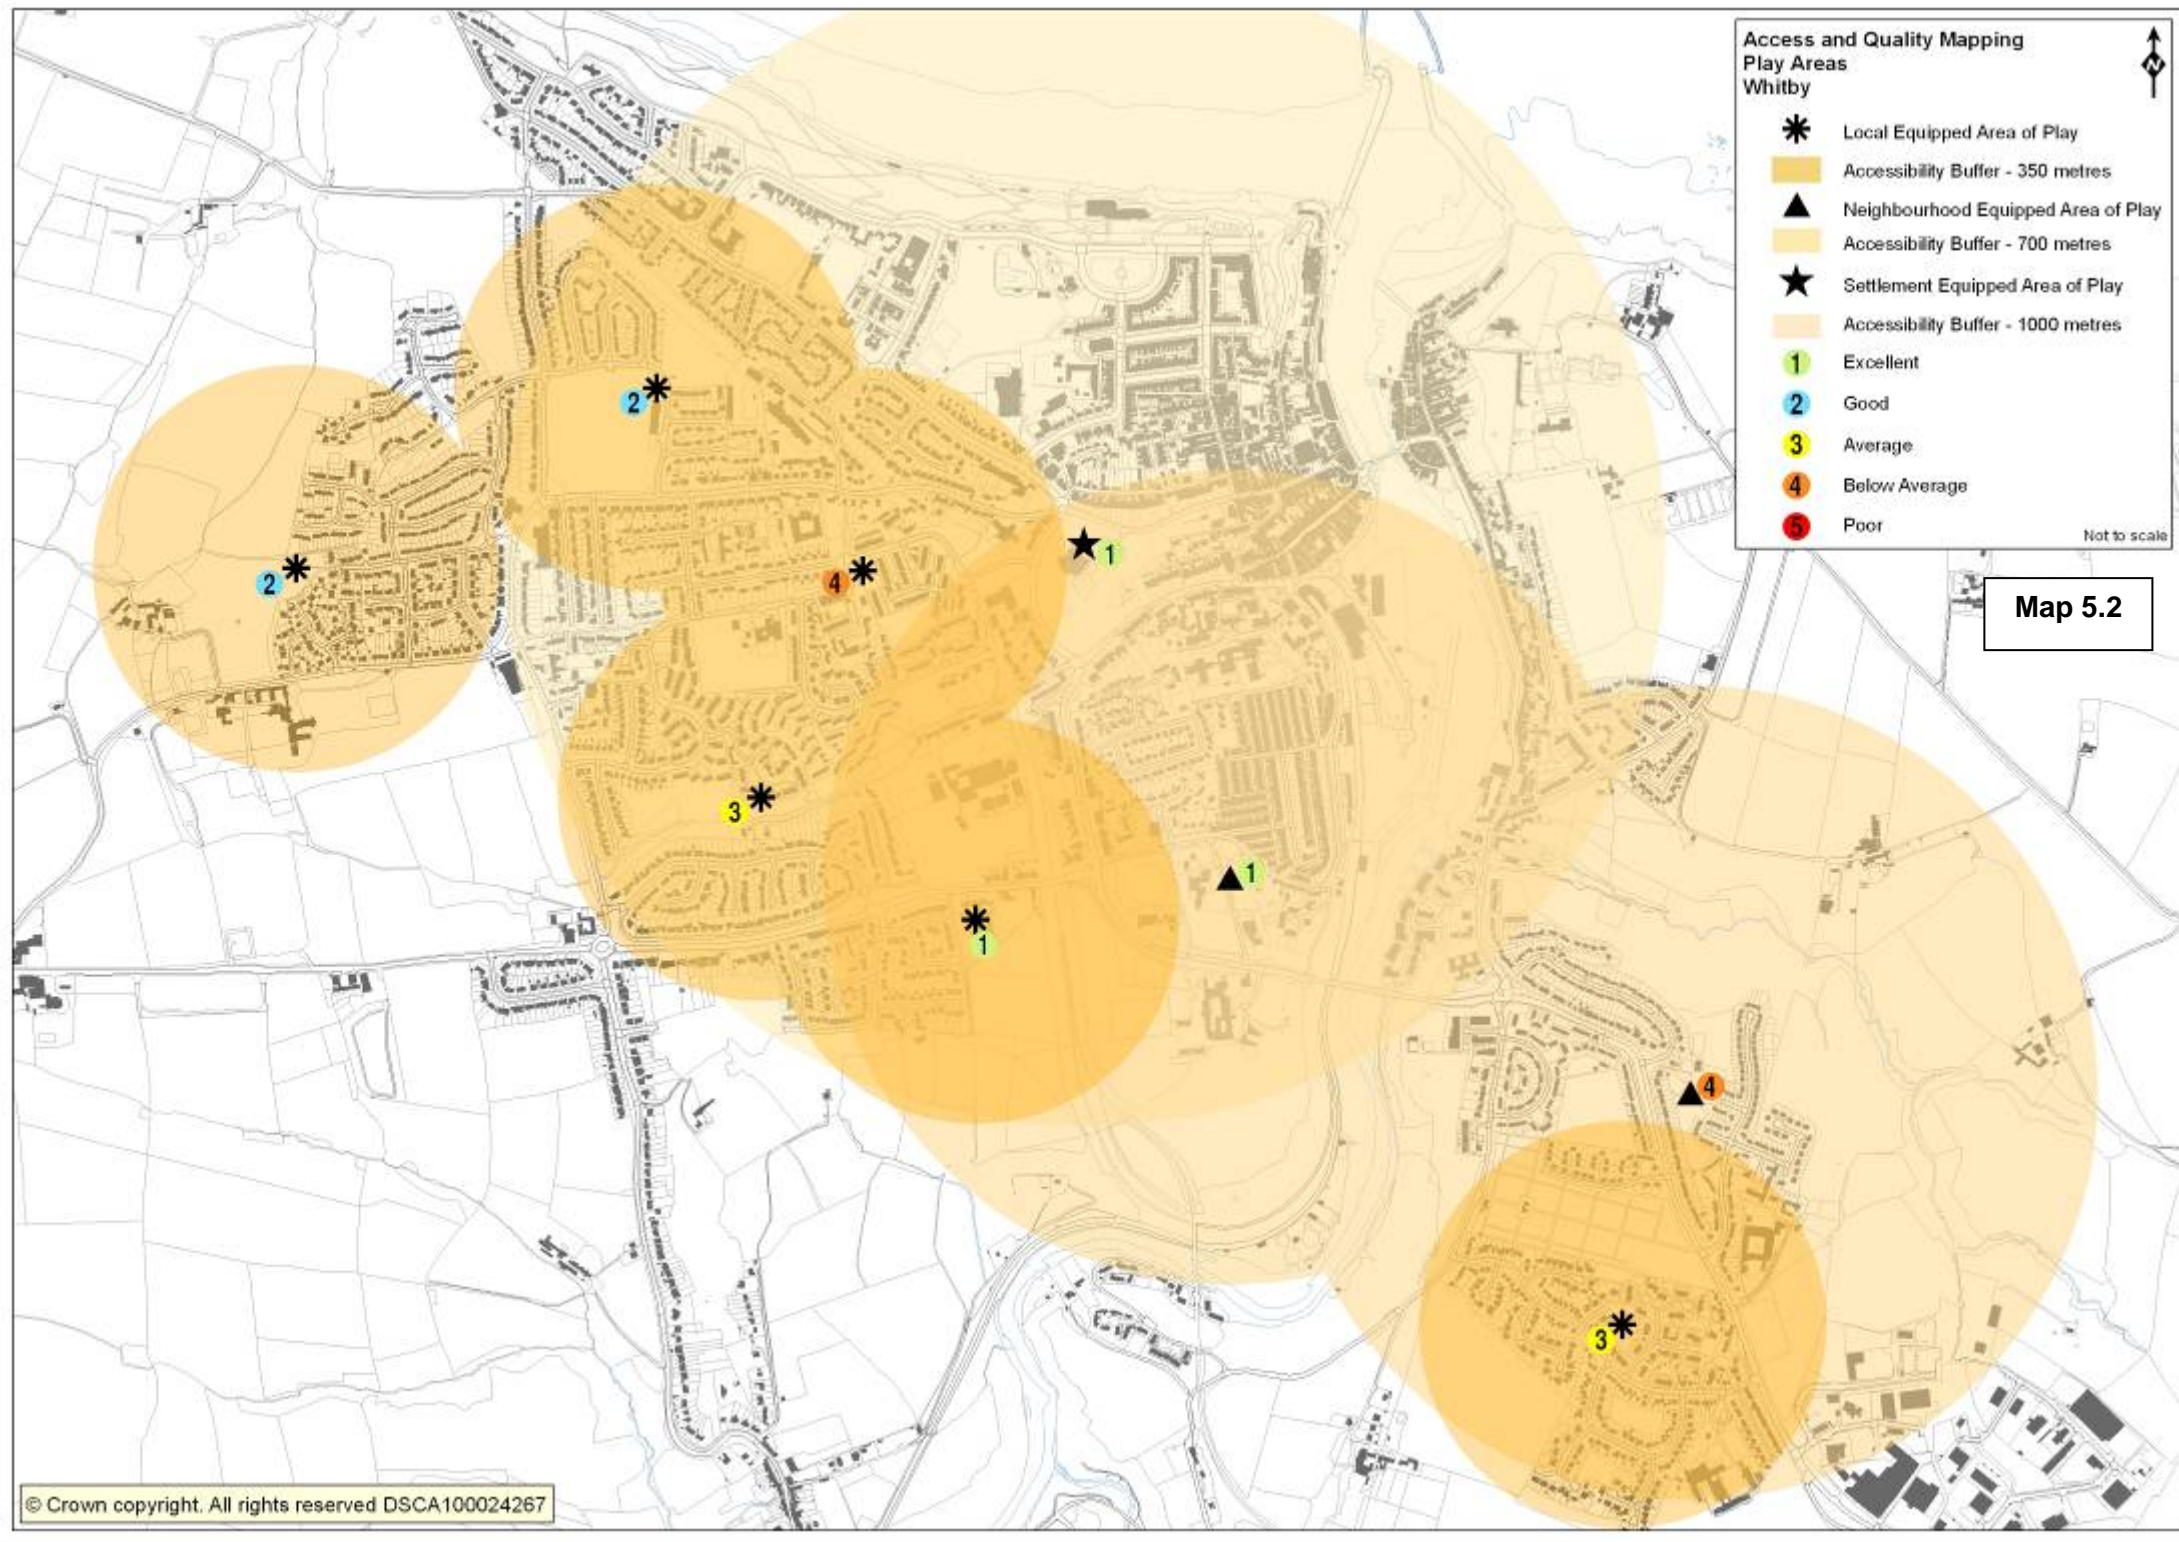 Access and Quality Mapping
Play Areas
Whitby
N
Local Equipped Area of Play
Accessibility Buffer - 350 metres
Neighbourhood Equipped Area of Play
Accessibility Buffer - 700 metres
Settlement Equipped Area of Play
Accessibility Buffer - 1000 metres
1 Excellent
2 Good
3 Average
4 Below Average
5 Poor
Not to scale
Map 5.2
2
1
4
2
3
1
1
4
3
© Crown copyright. All rights reserved DSCA100024267